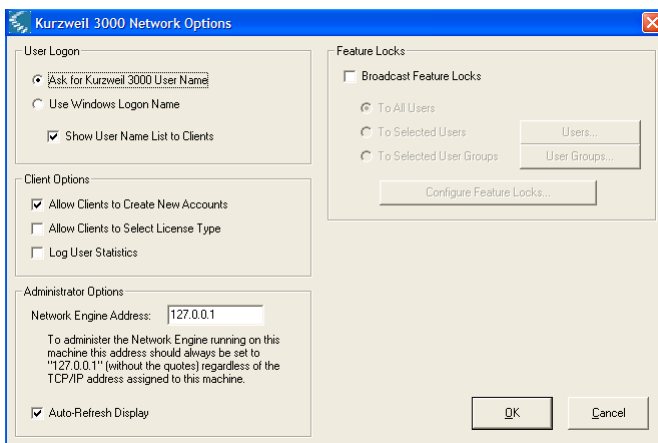 Kurzweil 3000 Network Options
User Logon
Ask for Kurzweil 3000 User Name
Use Windows Logon Name
Show User Name List to Clients
Client Options
Allow Clients to Create New Accounts
Allow Clients to Select License Type
Log User Statistics
Administrator Options
Network Engine Address: 127.0.0.1
To administer the Network Engine running on this
machine this address should always be set to
"127.0.0.1" (without the quotes) regardless of the
TCP/IP address assigned to this machine.
Auto-Refresh Display
Feature Locks
Broadcast Feature Locks
To All Users
To Selected Users Users...
To Selected User Groups User Groups...
Configure Feature Locks...
OK Cancel